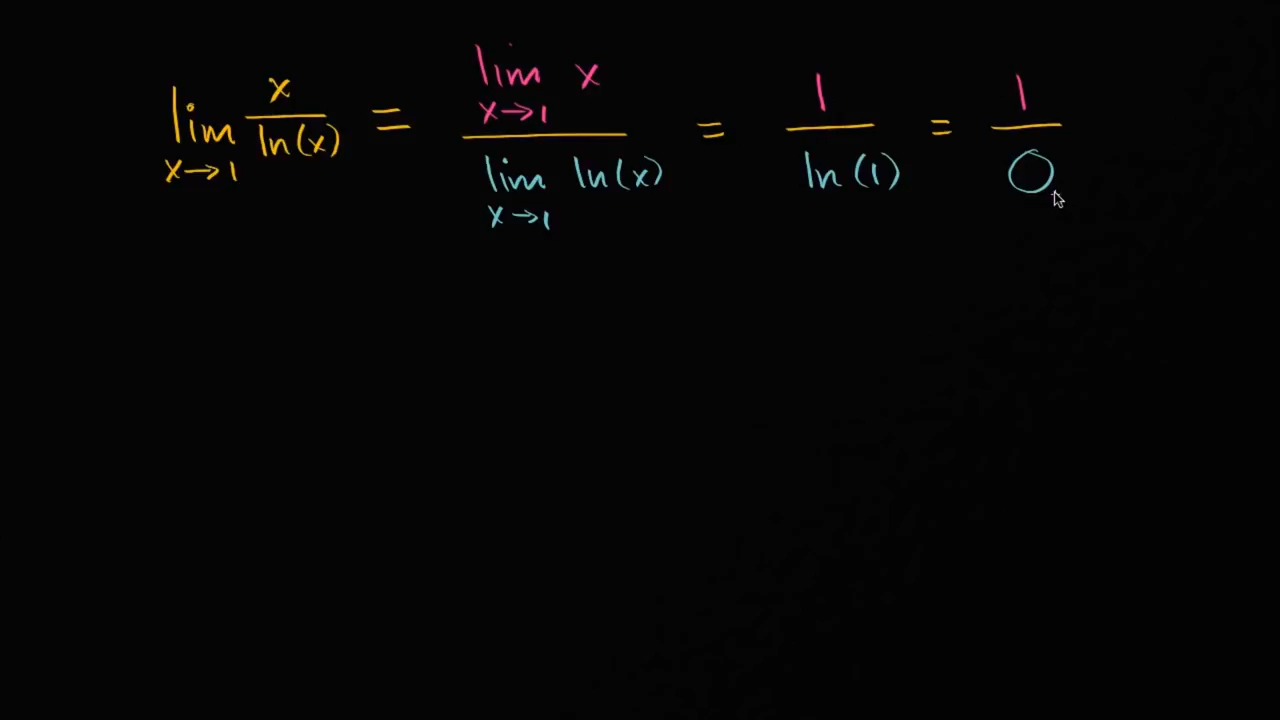 lim x→1 x/ln(x) = lim x→1 x / lim x→1 ln(x) = 1/ln(1) = 1/0